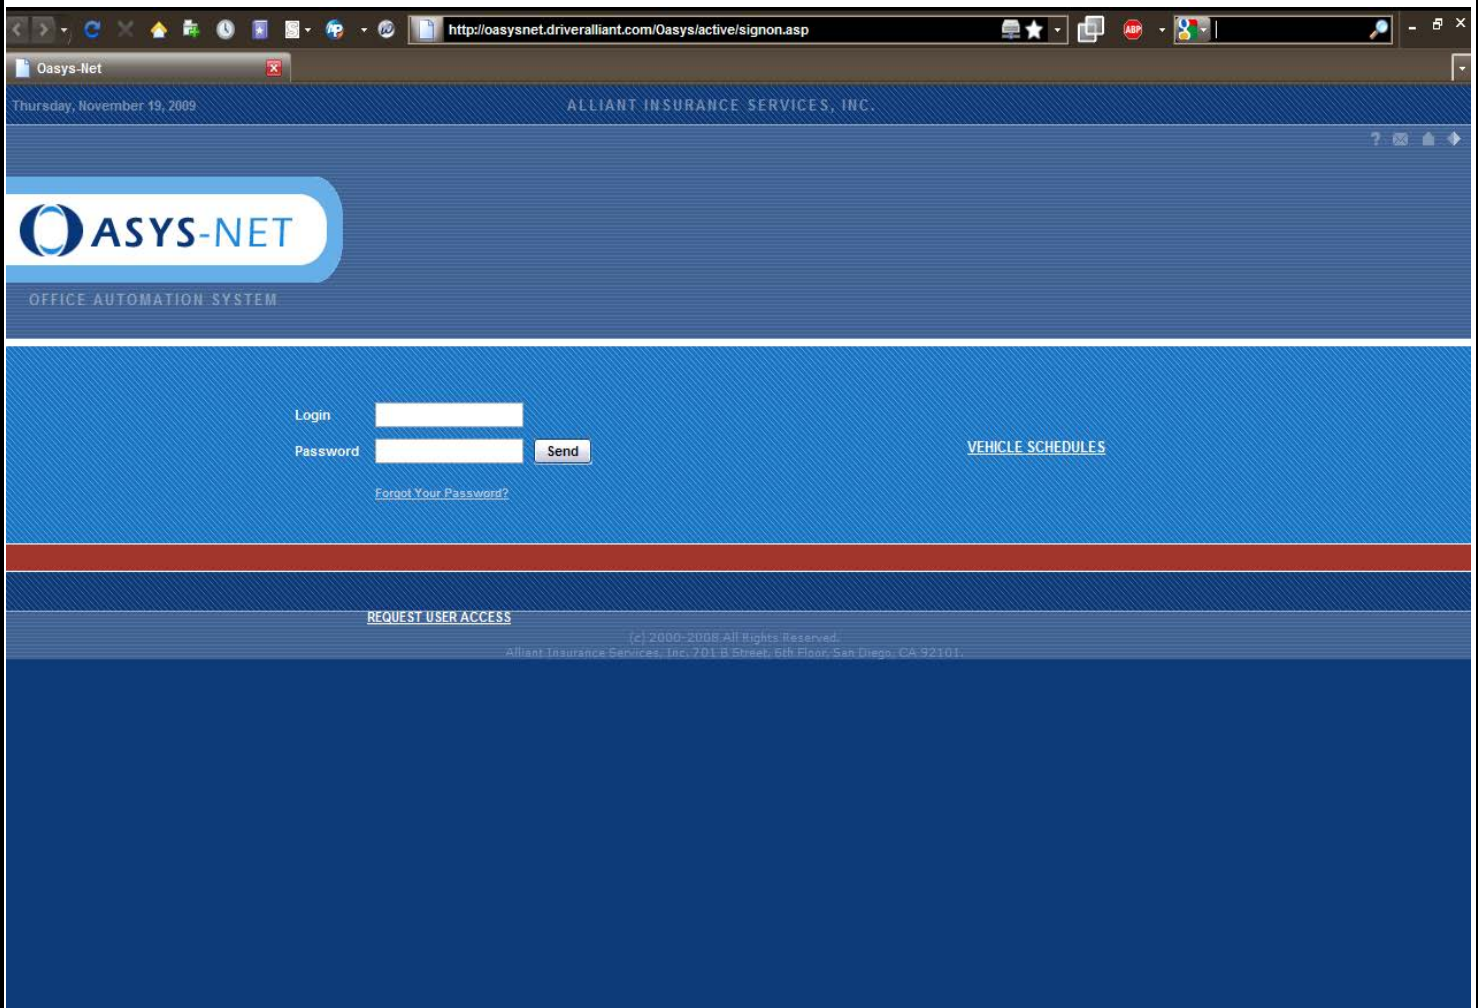 http://oasysnet.driveralliant.com/Oasys/active/signon.asp
ABP
Oasys-Net
Thursday, November 19, 2009
ALLIANT INSURANCE SERVICES, INC.
OASYS-NET
OFFICE AUTOMATION SYSTEM
Login
Password
Send
VEHICLE SCHEDULES
Forgot Your Password?
REQUEST USER ACCESS
(c) 2000-2008 All Rights Reserved.
Alliant Insurance Services, Inc. 701 B Street, 6th Floor, San Diego, CA 92101.